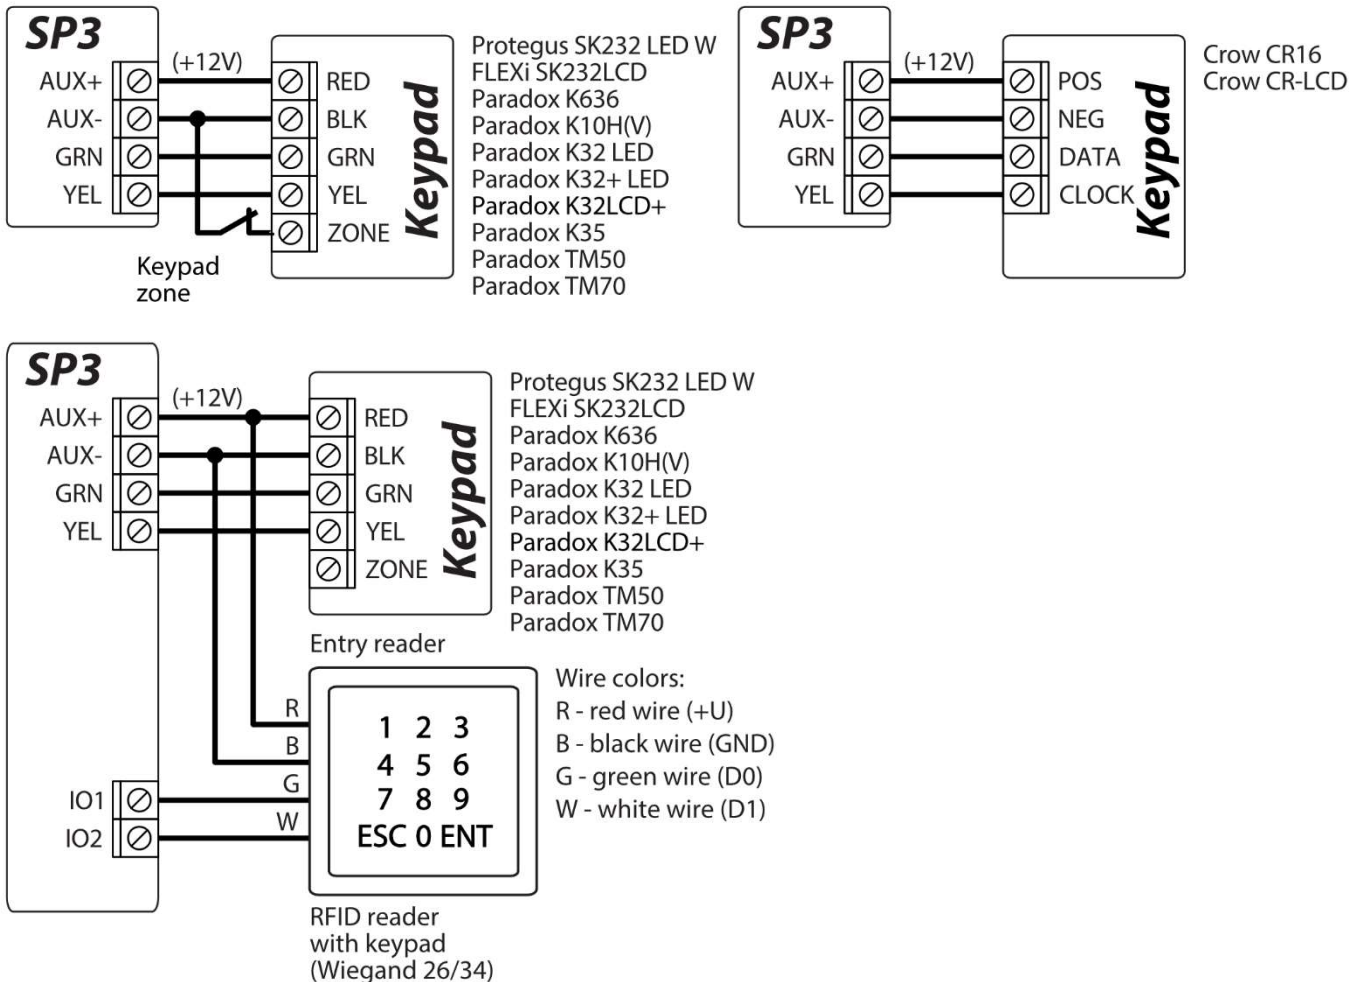 SP3
AUX+
AUX-
GRN
YEL
(+12V)
RED
BLK
GRN
YEL
ZONE
Keypad
Keypad
zone
Protegus SK232 LED W
FLEXi SK232LCD
Paradox K636
Paradox K10H(V)
Paradox K32 LED
Paradox K32+ LED
Paradox K32LCD+
Paradox K35
Paradox TM50
Paradox TM70
SP3
AUX+
AUX-
GRN
YEL
(+12V)
POS
NEG
DATA
CLOCK
Keypad
Crow CR16
Crow CR-LCD
SP3
AUX+
AUX-
GRN
YEL
(+12V)
RED
BLK
GRN
YEL
ZONE
Keypad
Protegus SK232 LED W
FLEXi SK232LCD
Paradox K636
Paradox K10H(V)
Paradox K32 LED
Paradox K32+ LED
Paradox K32LCD+
Paradox K35
Paradox TM50
Paradox TM70
Entry reader
R
B
G
W
IO1
IO2
1 2 3
4 5 6
7 8 9
ESC 0 ENT
Wire colors:
R - red wire (+U)
B - black wire (GND)
G - green wire (D0)
W - white wire (D1)
RFID reader
with keypad
(Wiegand 26/34)